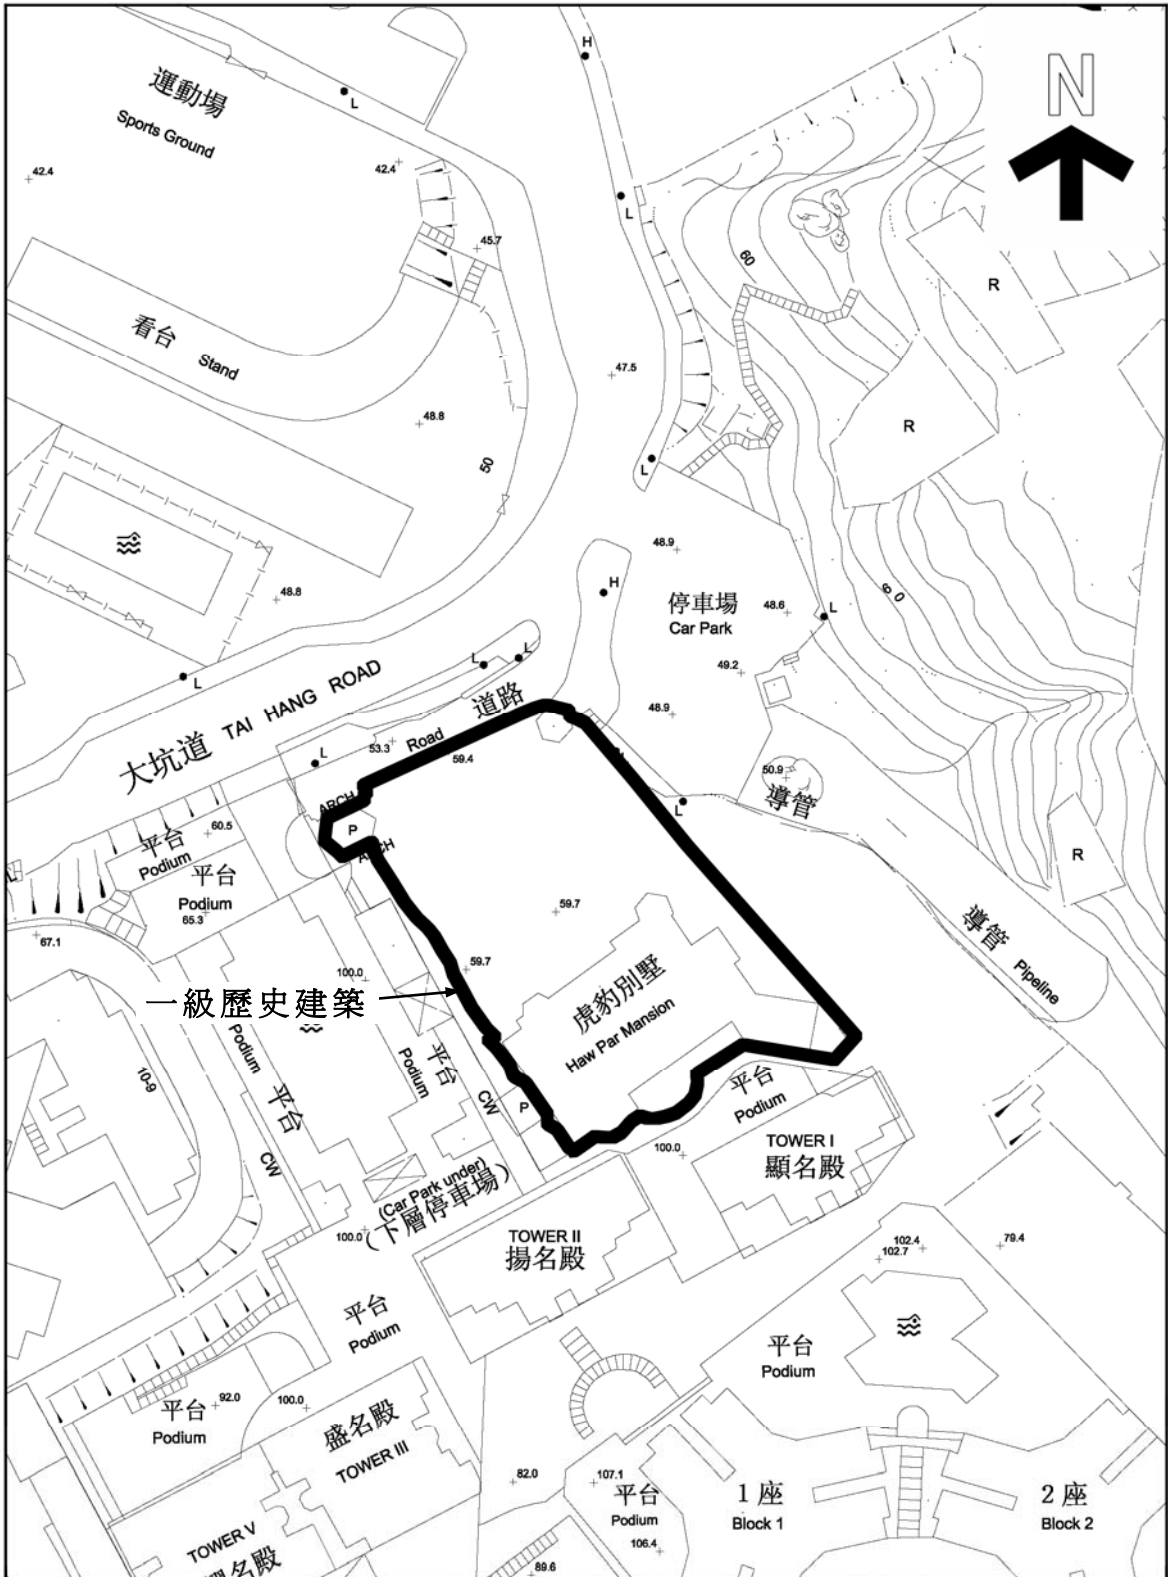 N
H
L
運動場
Sports Ground
42.4
42.4
L
45.7
60
R
看台
Stand
47.5
48.8
R
50
L
48.9
H
48.8
停車場
Car Park
48.6
L
60
49.2
L
L
L
大坑道 TAI HANG ROAD
道路
Road
48.9
53.3
L
59.4
50.9
導管
ARCH
P
ARCH
L
60.5
平台
Podium
平台
Podium
65.3
R
67.1
59.7
導管
Pipeline
59.7
100.0
一級歷史建築
虎豹別墅
Haw Par Mansion
Podium
平台
Podium
平台
CW
P
10-9
CW
平台
Podium
100.0
TOWER I
顯名殿
(Car Park under)
(下層停車場)
100.0
TOWER II
揚名殿
102.4
102.7
79.4
平台
Podium
平台
Podium
平台
Podium
92.0
100.0
盛名殿
TOWER III
82.0
107.1
平台
Podium
106.4
1座
Block 1
2座
Block 2
TOWER V
名殿
89.6